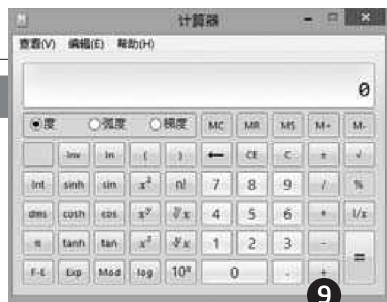 计算器
查看(V) 编辑(E) 帮助(H)
0
度 弧度 梯度 MC MR MS M+ M-
Inv ln ( ) ← CE C ± √
Int sinh sin x² n! 7 8 9 / %
dms cosh cos xʸ ʸ√x 4 5 6 * 1/x
π tanh tan x³ ³√x 1 2 3 - =
F-E Exp Mod log 10ˣ 0 . +
9